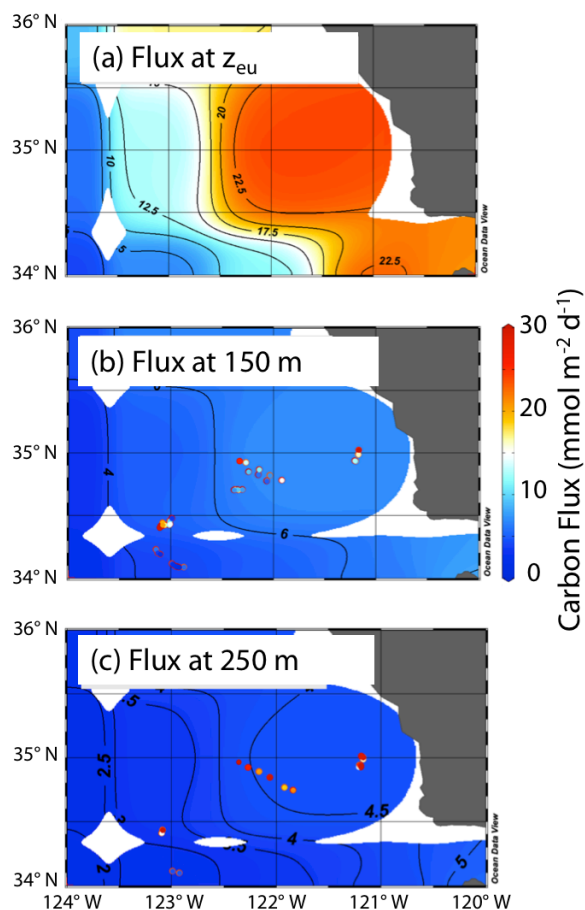 36° N
(a) Flux at zeu
35° N
34° N
10
12.5
5
20
22.5
17.5
22.5
Ocean Data View
36° N
(b) Flux at 150 m
35° N
34° N
4
6
Ocean Data View
36° N
(c) Flux at 250 m
35° N
34° N
2.5
4.5
4
2
5
Ocean Data View
124° W
123° W
122° W
121° W
120° W
30
20
10
0
Carbon Flux (mmol m⁻² d⁻¹)